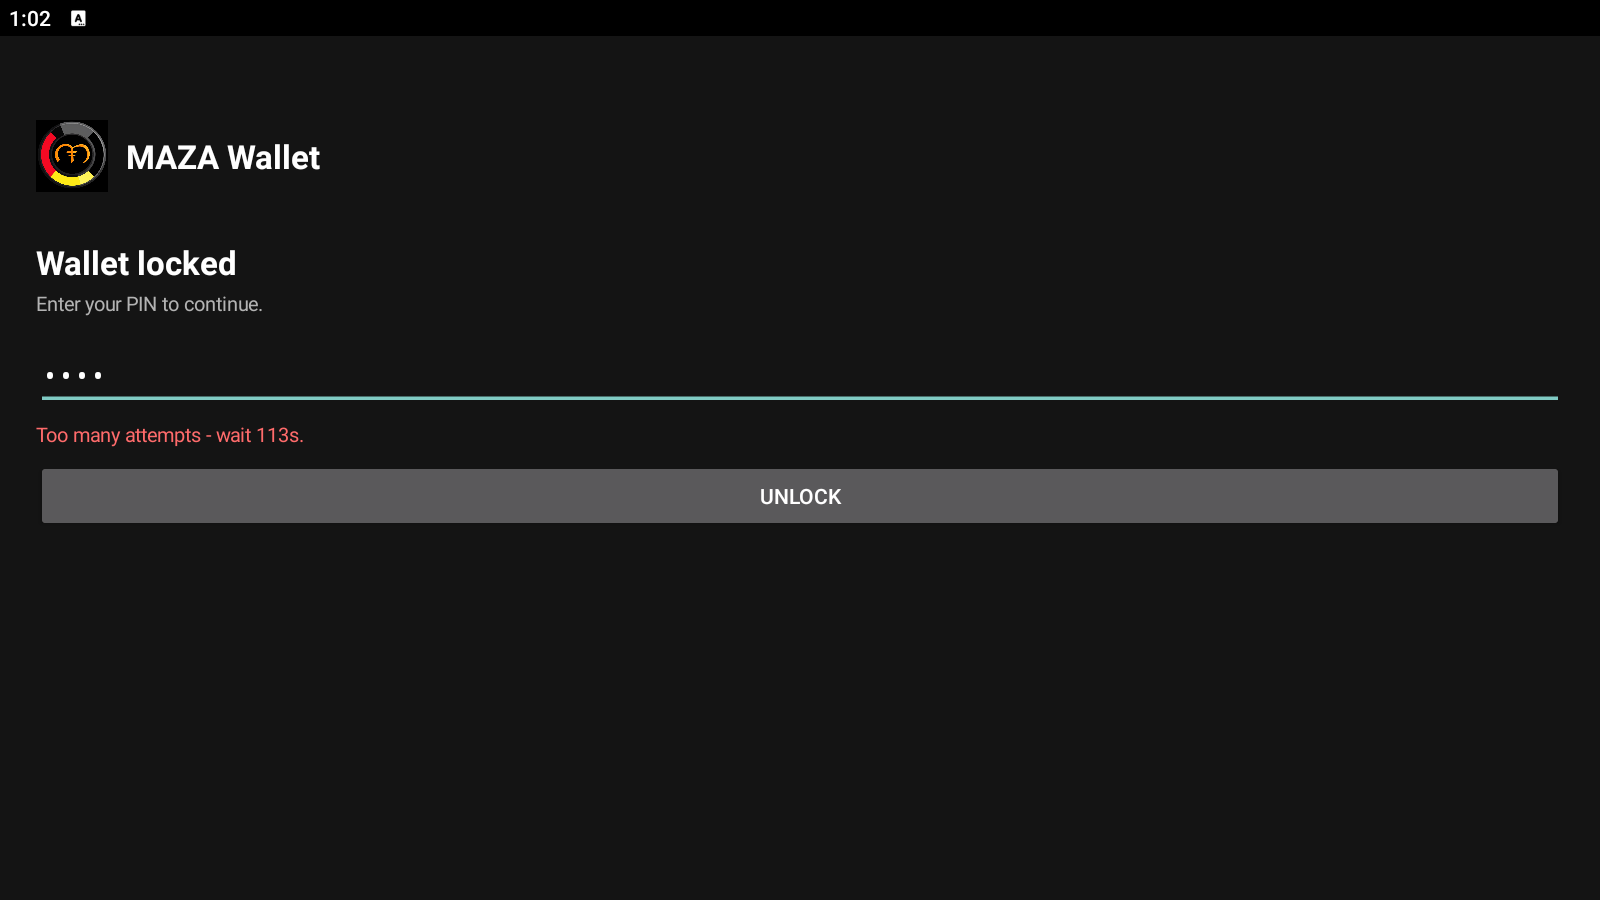 1:02 A
MAZA Wallet
Wallet locked
Enter your PIN to continue.
••••
Too many attempts - wait 113s.
UNLOCK